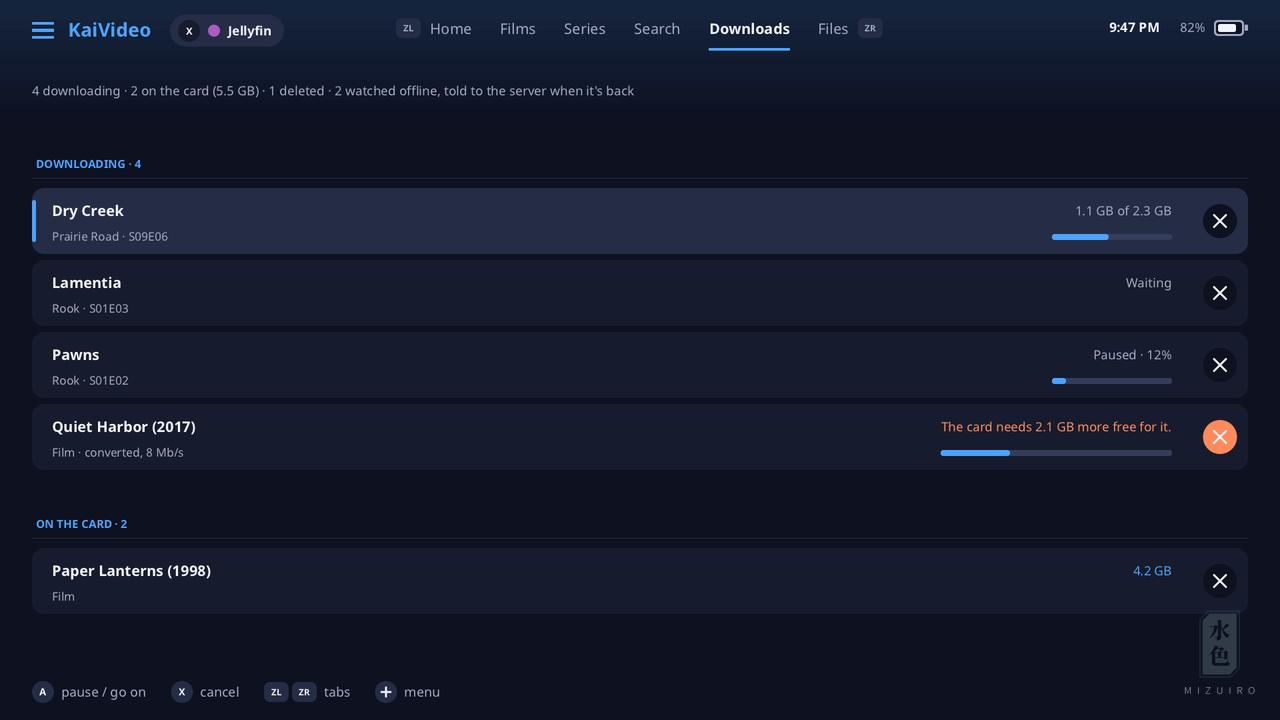 KaiVideo
X Jellyfin
ZL Home Films Series Search Downloads Files ZR
9:47 PM 82%
4 downloading · 2 on the card (5.5 GB) · 1 deleted · 2 watched offline, told to the server when it's back
DOWNLOADING · 4
Dry Creek
1.1 GB of 2.3 GB
Prairie Road · S09E06
Lamentia
Waiting
Rook · S01E03
Pawns
Paused · 12%
Rook · S01E02
Quiet Harbor (2017)
The card needs 2.1 GB more free for it.
Film · converted, 8 Mb/s
ON THE CARD · 2
Paper Lanterns (1998)
4.2 GB
Film
水色
MIZUIRO
A pause / go on X cancel ZL ZR tabs + menu